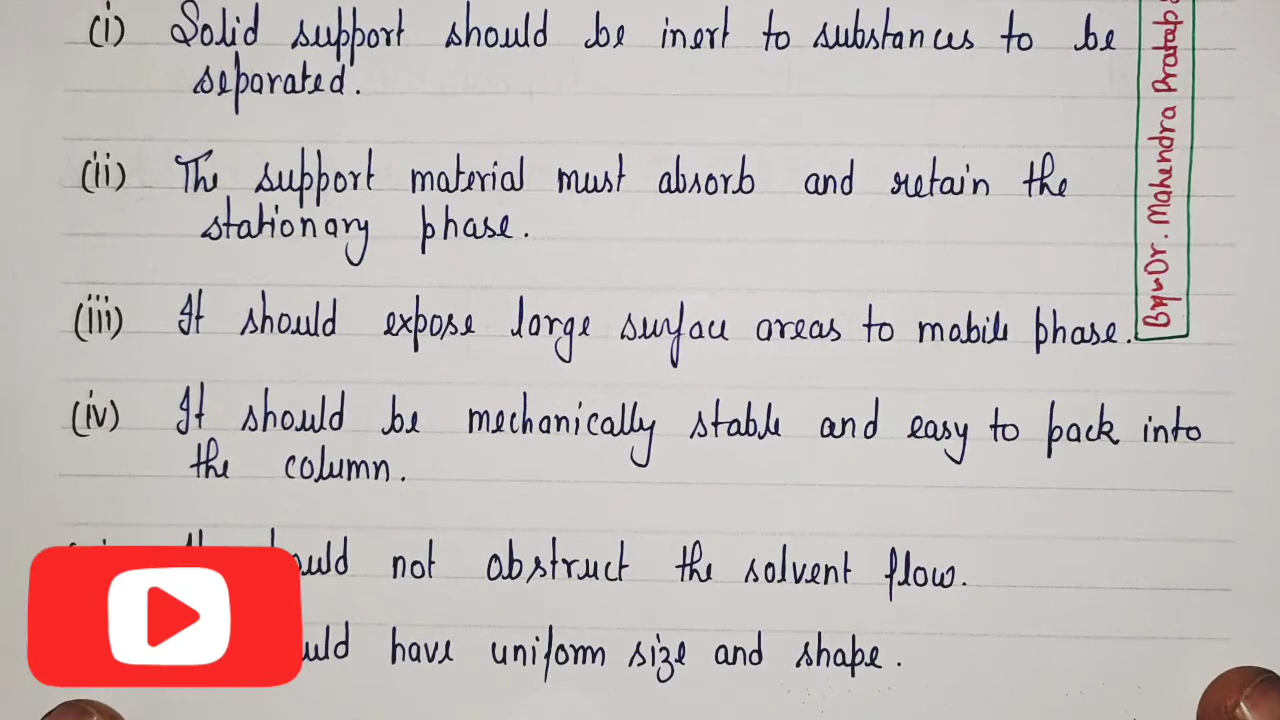 (i) Solid support should be inert to substances to be
separated.
(ii) The support material must absorb and retain the
stationary phase.
(iii) It should expose large surface areas to mobile phase.
(iv) It should be mechanically stable and easy to pack into
the column.
not obstruct the solvent flow.
have uniform size and shape.
By~Dr. Mahendra Pratap